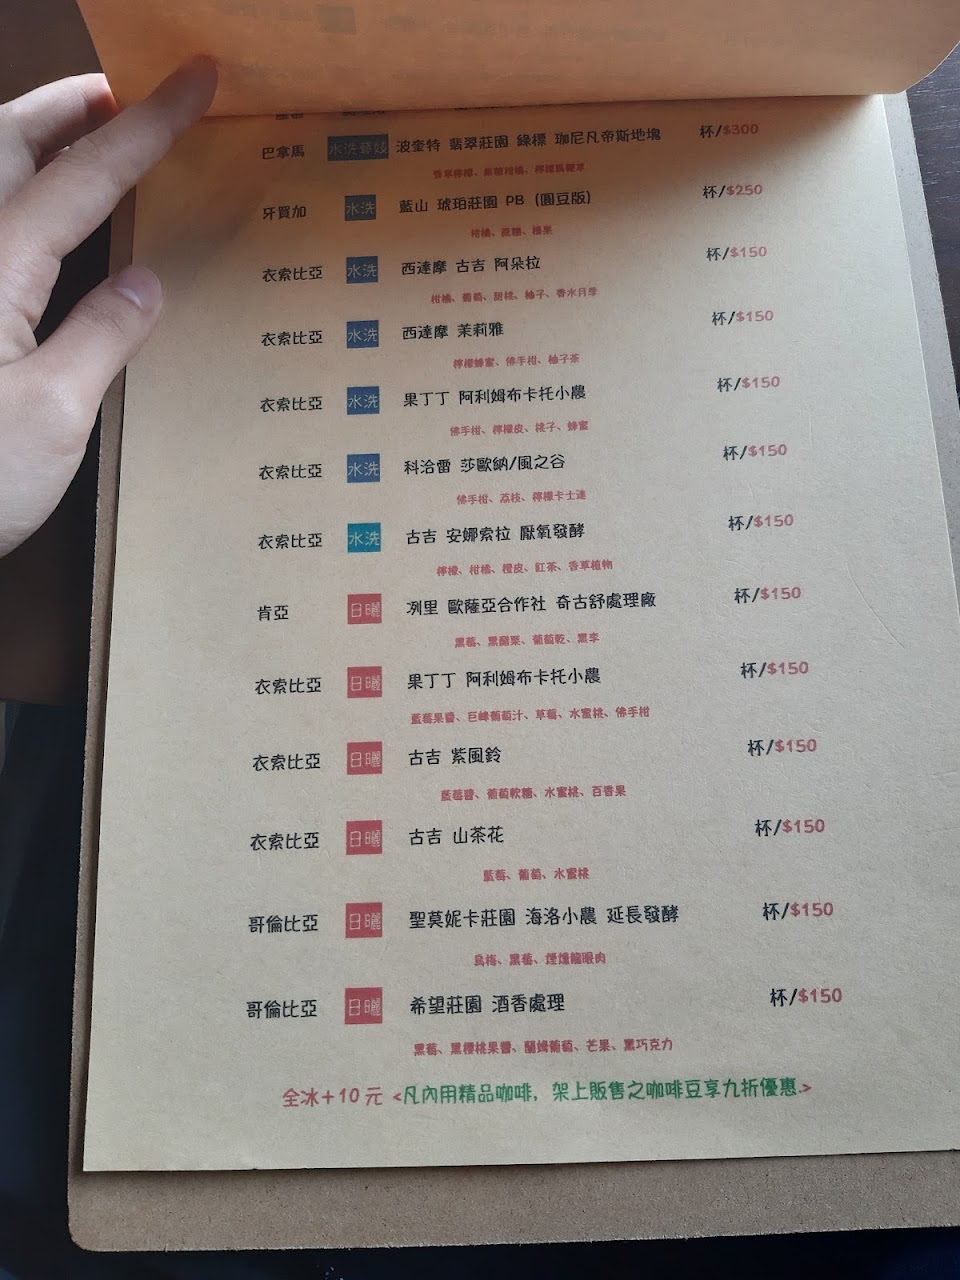 巴拿馬 水洗藝妓 波奎特 翡翠莊園 綠標 珈尼凡帝斯地塊 杯/$300
牙買加 水洗 藍山 琥珀莊園 PB (圓豆版) 杯/$250
柑橘、蔗糖、榛果
衣索比亞 水洗 西達摩 古吉 阿朵拉 杯/$150
柑橘、葡萄、甜桃、柚子、香水月季
衣索比亞 水洗 西達摩 茉莉雅 杯/$150
檸檬蜂蜜、佛手柑、柚子茶
衣索比亞 水洗 果丁丁 阿利姆布卡托小農 杯/$150
佛手柑、檸檬皮、桃子、蜂蜜
衣索比亞 水洗 科洽雷 莎歐納/風之谷 杯/$150
佛手柑、荔枝、檸檬卡士達
衣索比亞 水洗 古吉 安娜索拉 厭氧發酵 杯/$150
檸檬、柑橘、橙皮、紅茶、香草植物
肯亞 日曬 冽里 歐薩亞合作社 奇古舒處理廠 杯/$150
黑莓、黑醋栗、葡萄乾、黑李
衣索比亞 日曬 果丁丁 阿利姆布卡托小農 杯/$150
藍莓果醬、巨峰葡萄汁、草莓、水蜜桃、佛手柑
衣索比亞 日曬 古吉 紫風鈴 杯/$150
藍莓醬、葡萄軟糖、水蜜桃、百香果
衣索比亞 日曬 古吉 山茶花 杯/$150
藍莓、葡萄、水蜜桃
哥倫比亞 日曬 聖莫妮卡莊園 海洛小農 延長發酵 杯/$150
烏梅、黑莓、煙燻龍眼肉
哥倫比亞 日曬 希望莊園 酒香處理 杯/$150
黑莓、黑櫻桃果醬、蘭姆葡萄、芒果、黑巧克力
全冰+10元 <凡內用精品咖啡，架上販售之咖啡豆享九折優惠.>